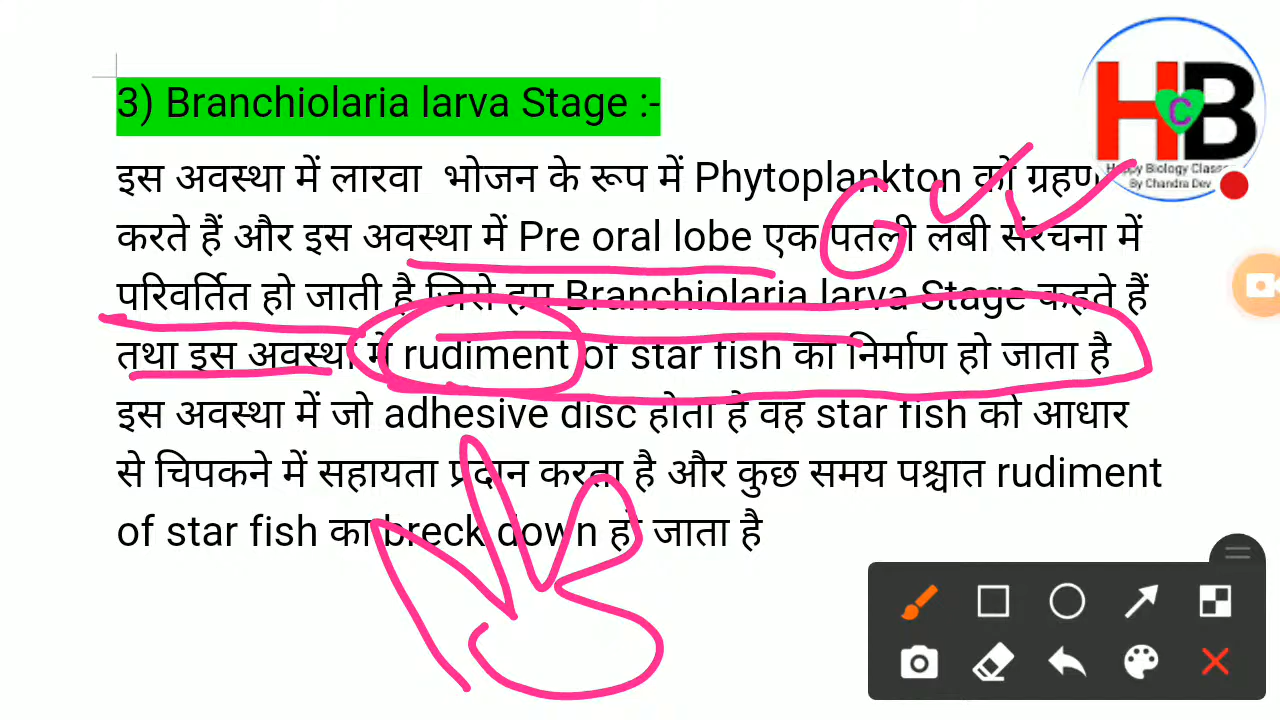 3) Branchiolaria larva Stage :-
इस अवस्था में लारवा भोजन के रूप में Phytoplankton को ग्रहण
करते हैं और इस अवस्था में Pre oral lobe एक पतली लंबी संरचना में
परिवर्तित हो जाती है जिसे हम Branchiolaria larva Stage कहते हैं
तथा इस अवस्था में rudiment of star fish का निर्माण हो जाता है
इस अवस्था में जो adhesive disc होता है वह star fish को आधार
से चिपकने में सहायता प्रदान करता है और कुछ समय पश्चात rudiment
of star fish का breck down हो जाता है
HCB
Happy Biology Classes
By Chandra Dev